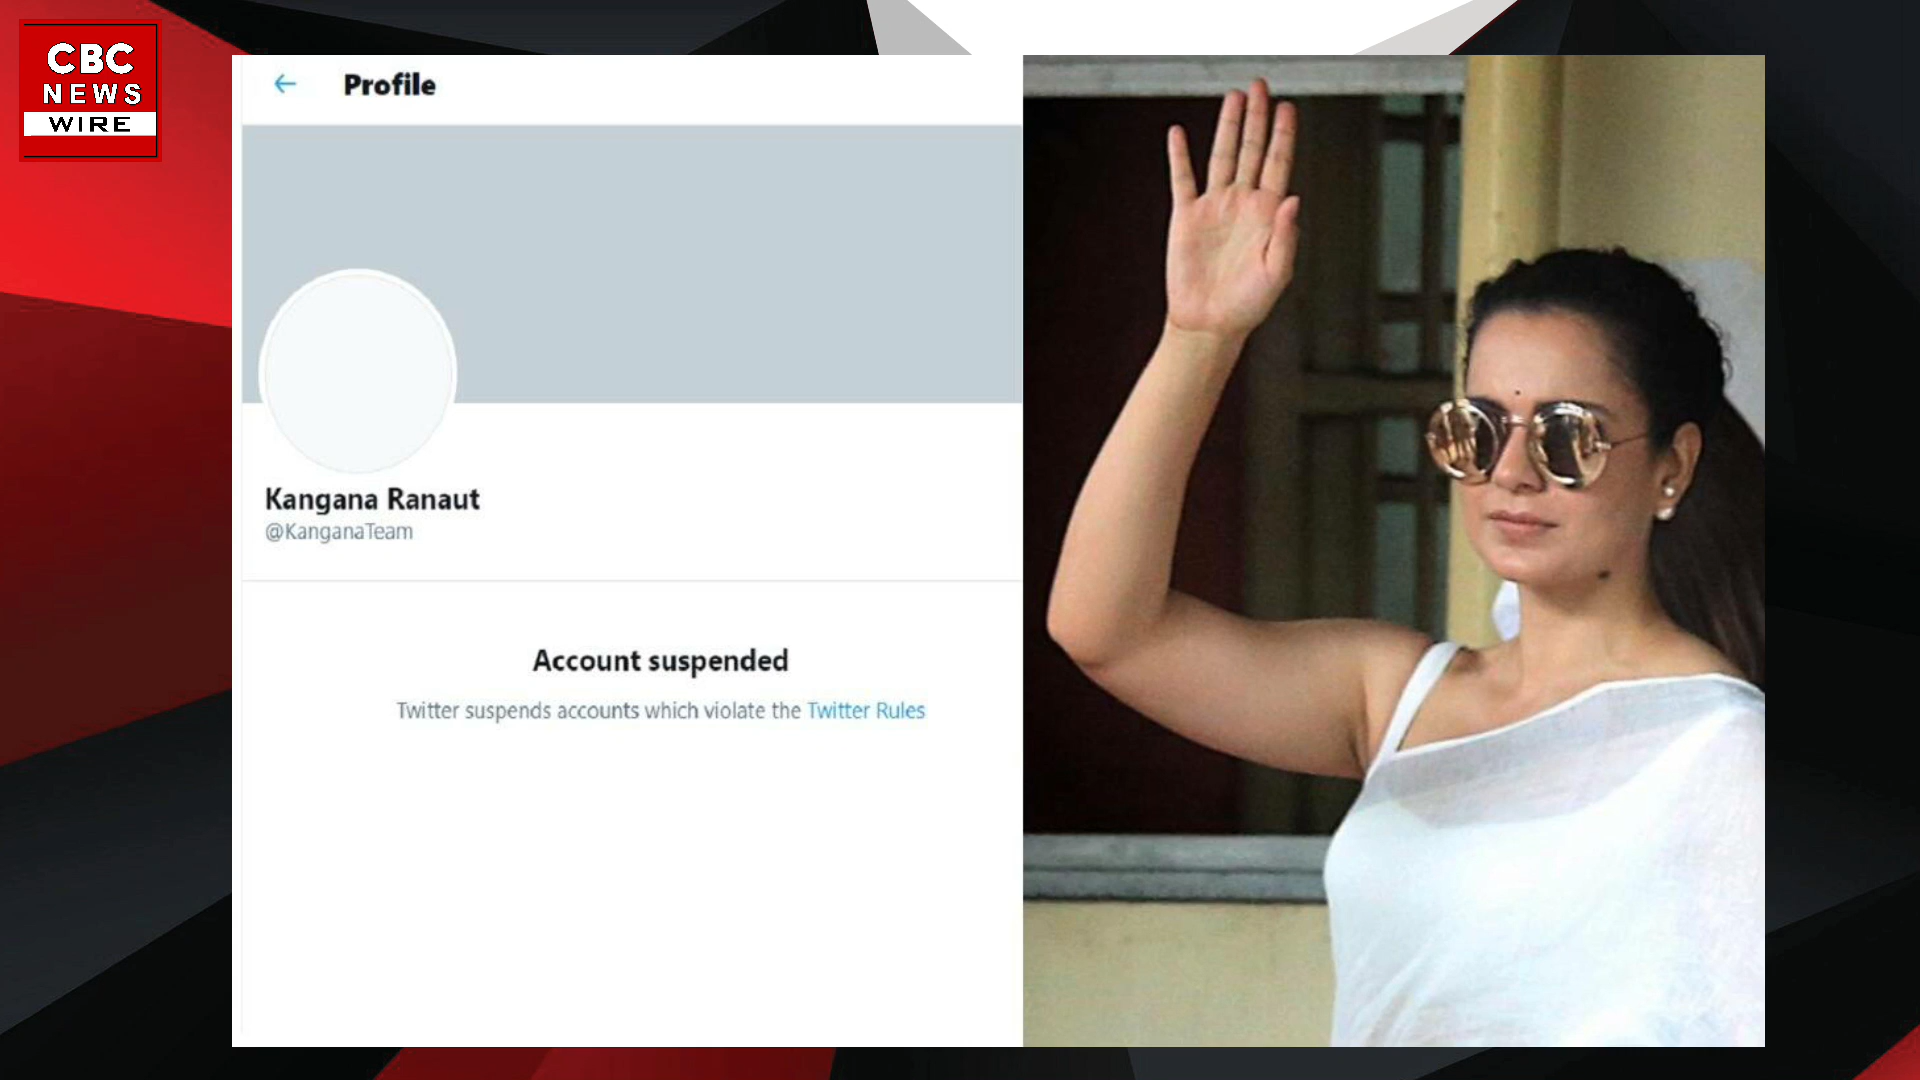 CBC
NEWS
WIRE
← Profile
Kangana Ranaut
@KanganaTeam
Account suspended
Twitter suspends accounts which violate the Twitter Rules